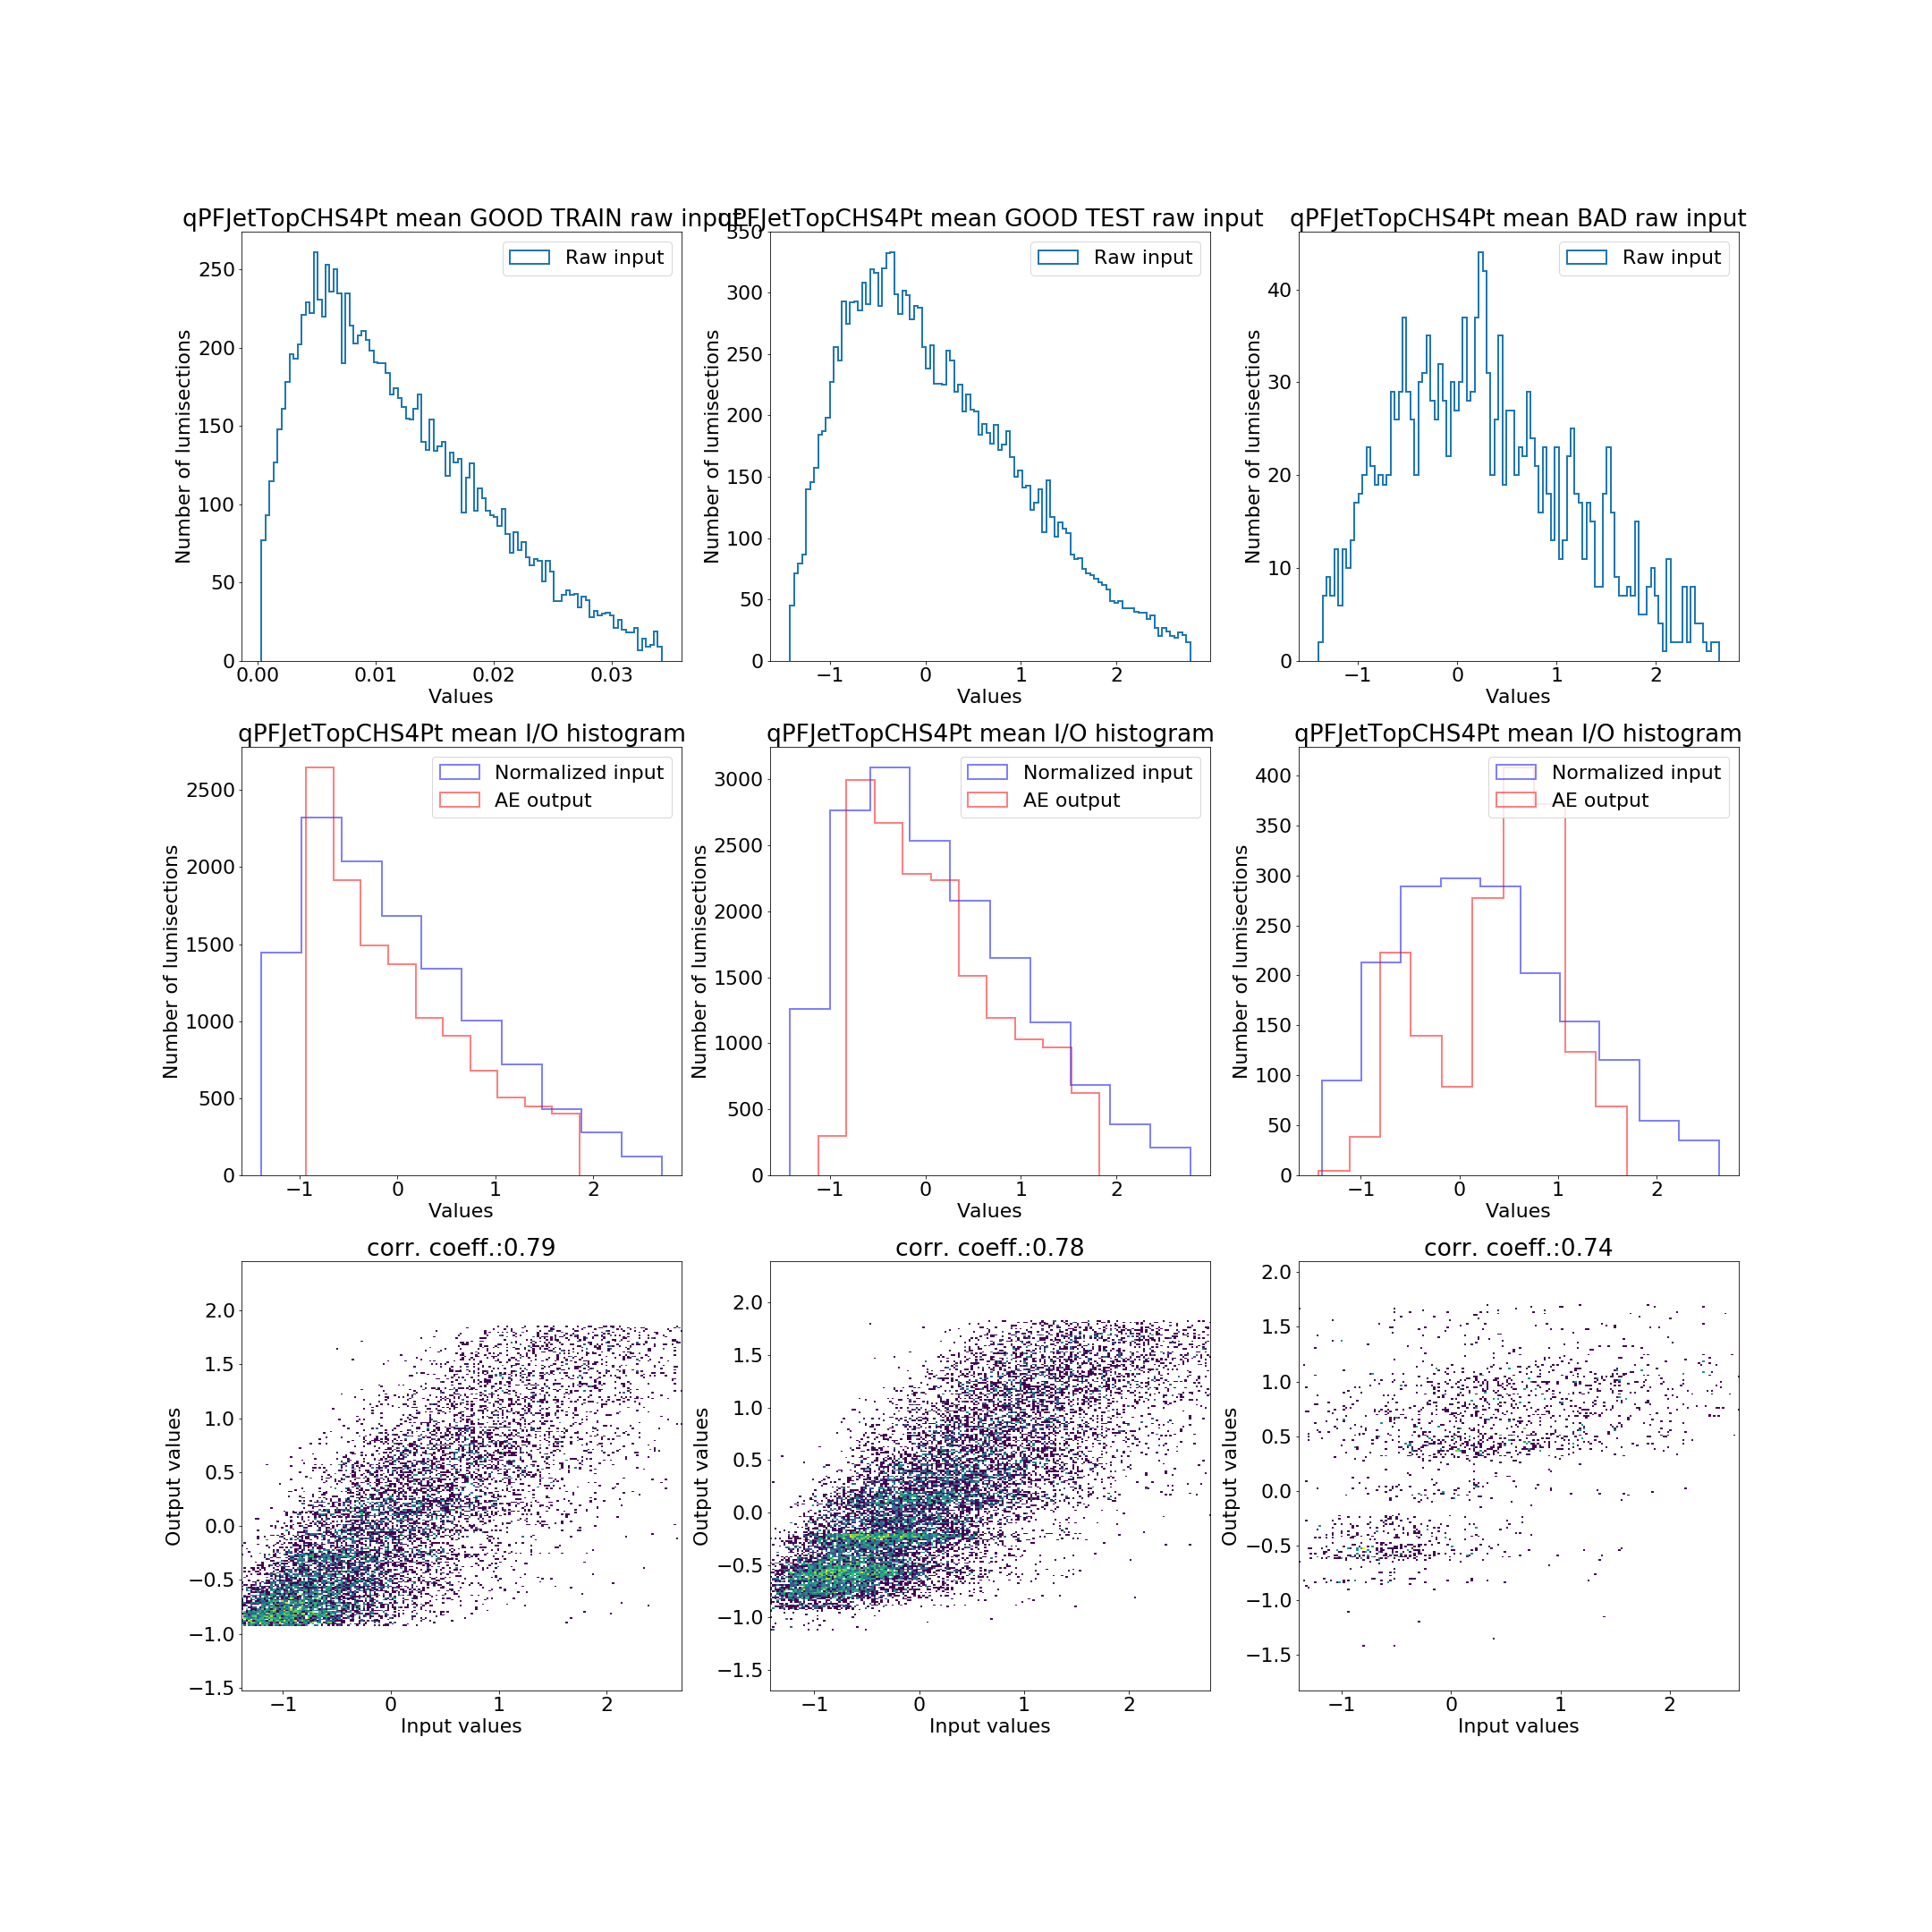 qPFJetTopCHS4Pt mean GOOD TRAIN raw input
Raw input
Number of lumisections
250
200
150
100
50
0
0.00 0.01 0.02 0.03
Values
qPFJetTopCHS4Pt mean GOOD TEST raw input
Raw input
Number of lumisections
350
300
250
200
150
100
50
0
−1 0 1 2
Values
qPFJetTopCHS4Pt mean BAD raw input
Raw input
Number of lumisections
40
30
20
10
0
−1 0 1 2
Values
qPFJetTopCHS4Pt mean I/O histogram
Normalized input
AE output
Number of lumisections
2500
2000
1500
1000
500
0
−1 0 1 2
Values
qPFJetTopCHS4Pt mean I/O histogram
Normalized input
AE output
Number of lumisections
3000
2500
2000
1500
1000
500
0
−1 0 1 2
Values
qPFJetTopCHS4Pt mean I/O histogram
Normalized input
AE output
Number of lumisections
400
350
300
250
200
150
100
50
0
−1 0 1 2
Values
corr. coeff.:0.79
Output values
2.0
1.5
1.0
0.5
0.0
−0.5
−1.0
−1.5
−1 0 1 2
Input values
corr. coeff.:0.78
Output values
2.0
1.5
1.0
0.5
0.0
−0.5
−1.0
−1.5
−1 0 1 2
Input values
corr. coeff.:0.74
Output values
2.0
1.5
1.0
0.5
0.0
−0.5
−1.0
−1.5
−1 0 1 2
Input values